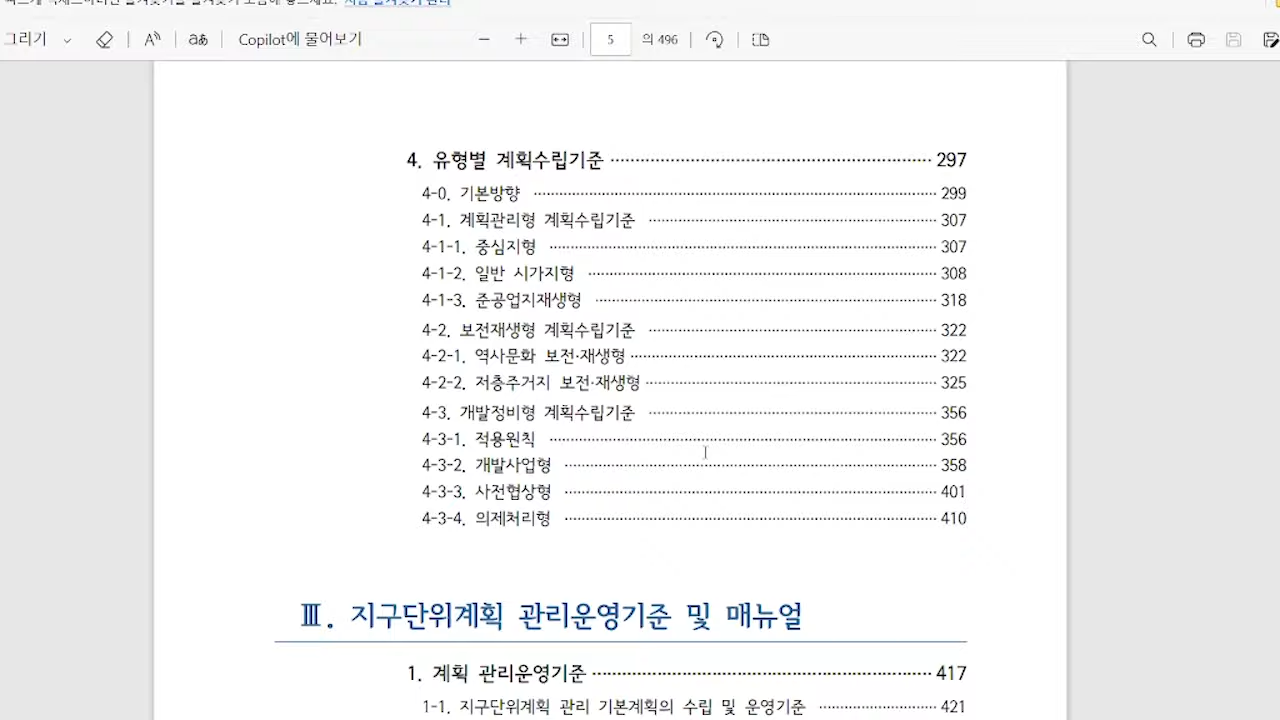 그리기
Copilot에 물어보기
5 의 496
4. 유형별 계획수립기준 297
4-0. 기본방향 299
4-1. 계획관리형 계획수립기준 307
4-1-1. 중심지형 307
4-1-2. 일반 시가지형 308
4-1-3. 준공업지재생형 318
4-2. 보전재생형 계획수립기준 322
4-2-1. 역사문화 보전·재생형 322
4-2-2. 저층주거지 보전·재생형 325
4-3. 개발정비형 계획수립기준 356
4-3-1. 적용원칙 356
4-3-2. 개발사업형 358
4-3-3. 사전협상형 401
4-3-4. 의제처리형 410
Ⅲ. 지구단위계획 관리운영기준 및 매뉴얼
1. 계획 관리운영기준 417
1-1. 지구단위계획 관리 기본계획의 수립 및 운영기준 421